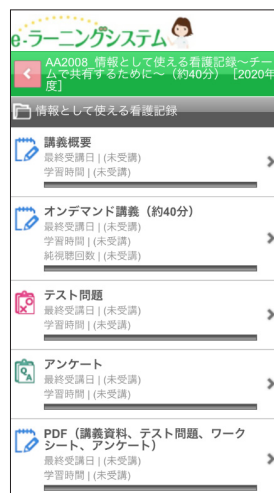 e-ラーニングシステム
AA2008_情報として使える看護記録～チー
ムで共有するために～（約40分） [2020年
度]
情報として使える看護記録
講義概要
最終受講日 | (未受講)
学習時間 | (未受講)
オンデマンド講義（約40分）
最終受講日 | (未受講)
学習時間 | (未受講)
純視聴回数 | (未受講)
テスト問題
最終受講日 | (未受講)
学習時間 | (未受講)
アンケート
最終受講日 | (未受講)
学習時間 | (未受講)
PDF（講義資料、テスト問題、ワーク
シート、アンケート）
最終受講日 | (未受講)
学習時間 | (未受講)